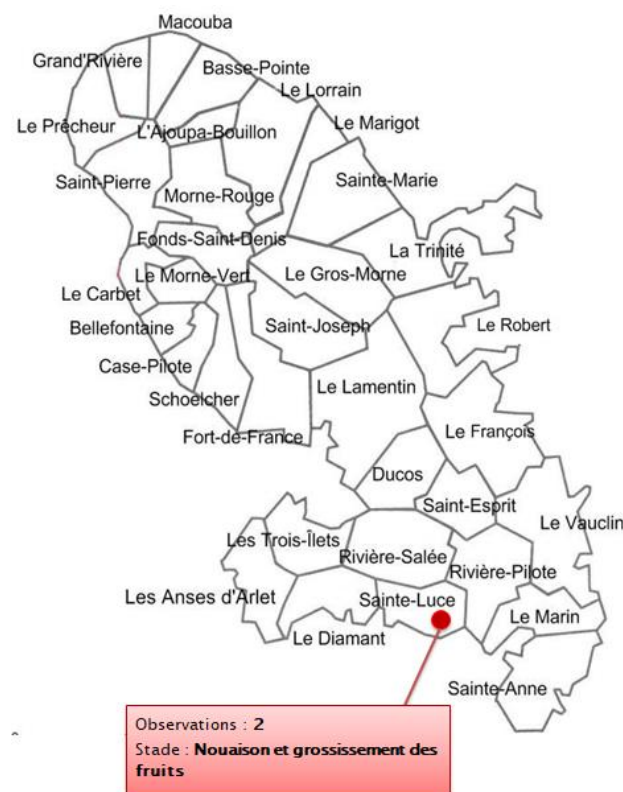 Macouba
Grand'Rivière
Basse-Pointe
Le Lorrain
Le Prêcheur
L'Ajoupa-Bouillon
Le Marigot
Saint-Pierre
Sainte-Marie
Morne-Rouge
Fonds-Saint-Denis
La Trinité
Le Morne-Vert
Le Gros-Morne
Le Carbet
Bellefontaine
Saint-Joseph
Le Robert
Case-Pilote
Le Lamentin
Schoelcher
Fort-de-France
Le François
Ducos
Saint-Esprit
Le Vauclin
Les Trois-Îlets
Rivière-Salée
Rivière-Pilote
Les Anses d'Arlet
Sainte-Luce
Le Marin
Le Diamant
Sainte-Anne
Observations : 2
Stade : Nouaison et grossissement des
fruits